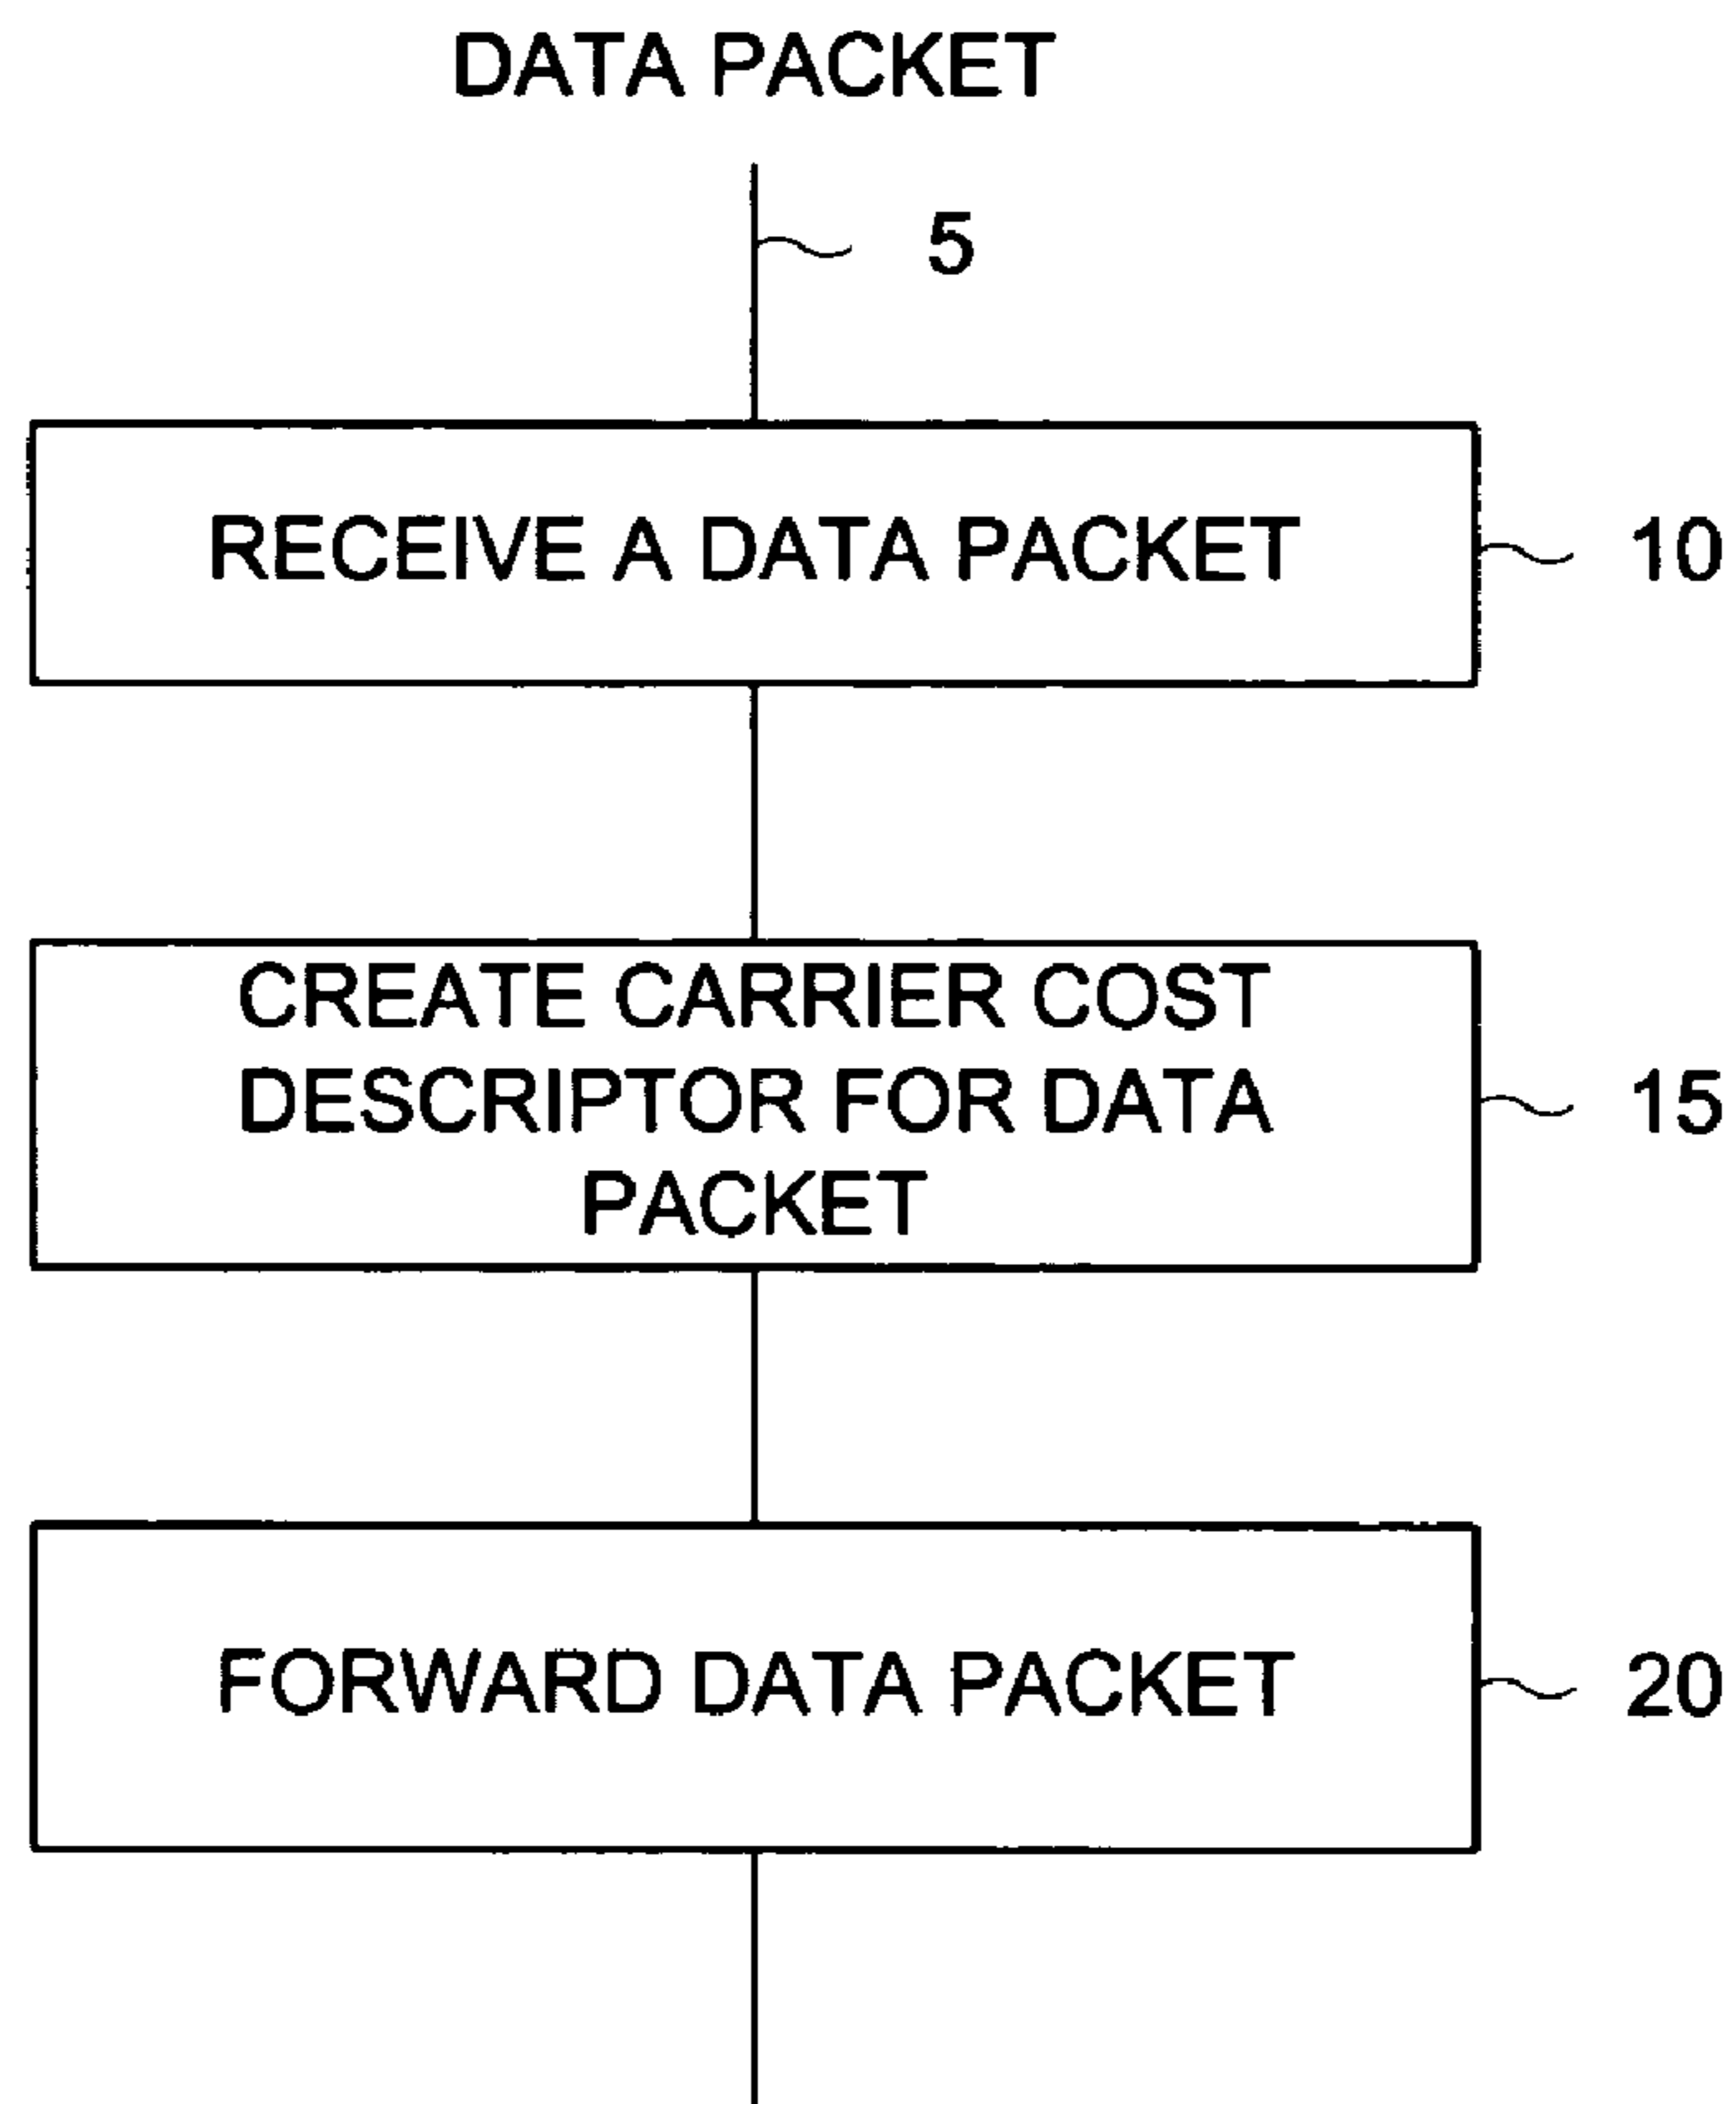 DATA PACKET
5
RECEIVE A DATA PACKET
10
CREATE CARRIER COST
DESCRIPTOR FOR DATA
PACKET
15
FORWARD DATA PACKET
20